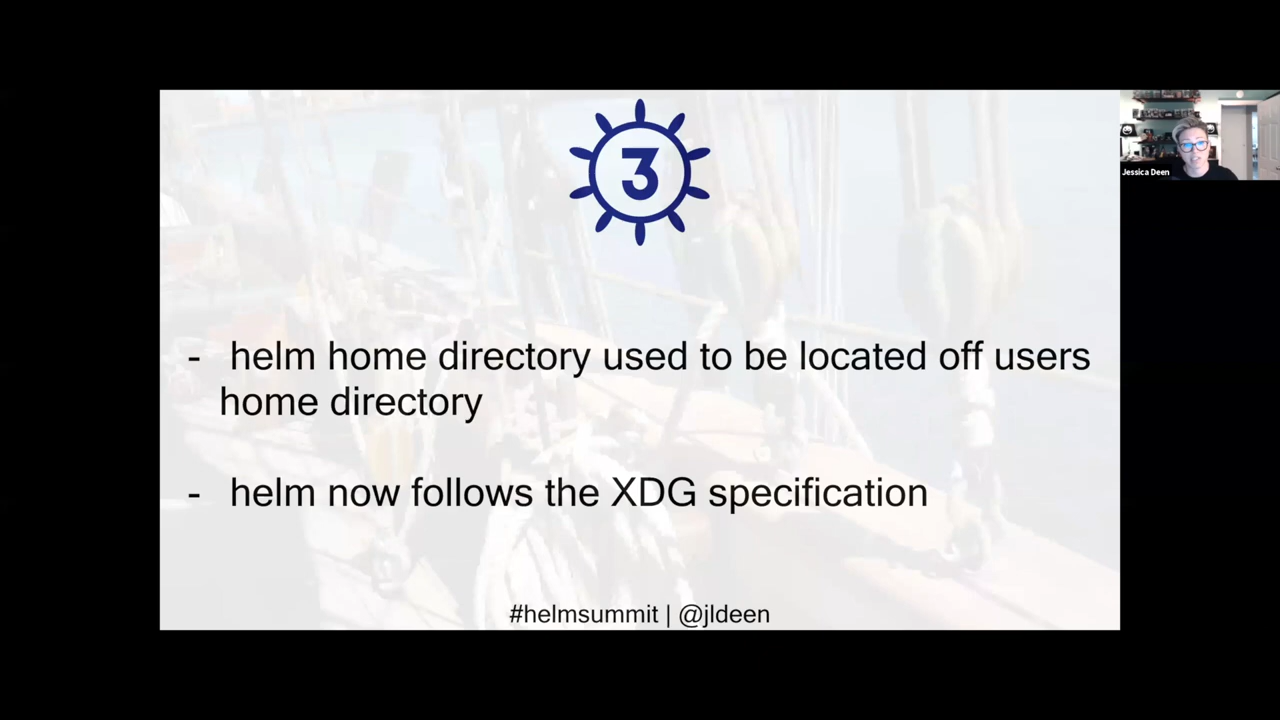 3
- helm home directory used to be located off users
home directory
- helm now follows the XDG specification
#helmsummit | @jldeen
Jessica Deen